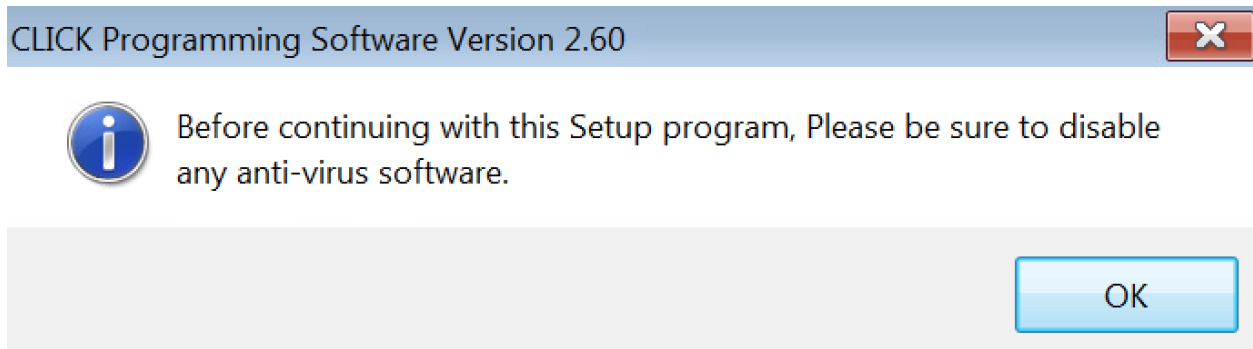 CLICK Programming Software Version 2.60
Before continuing with this Setup program, Please be sure to disable
any anti-virus software.
OK